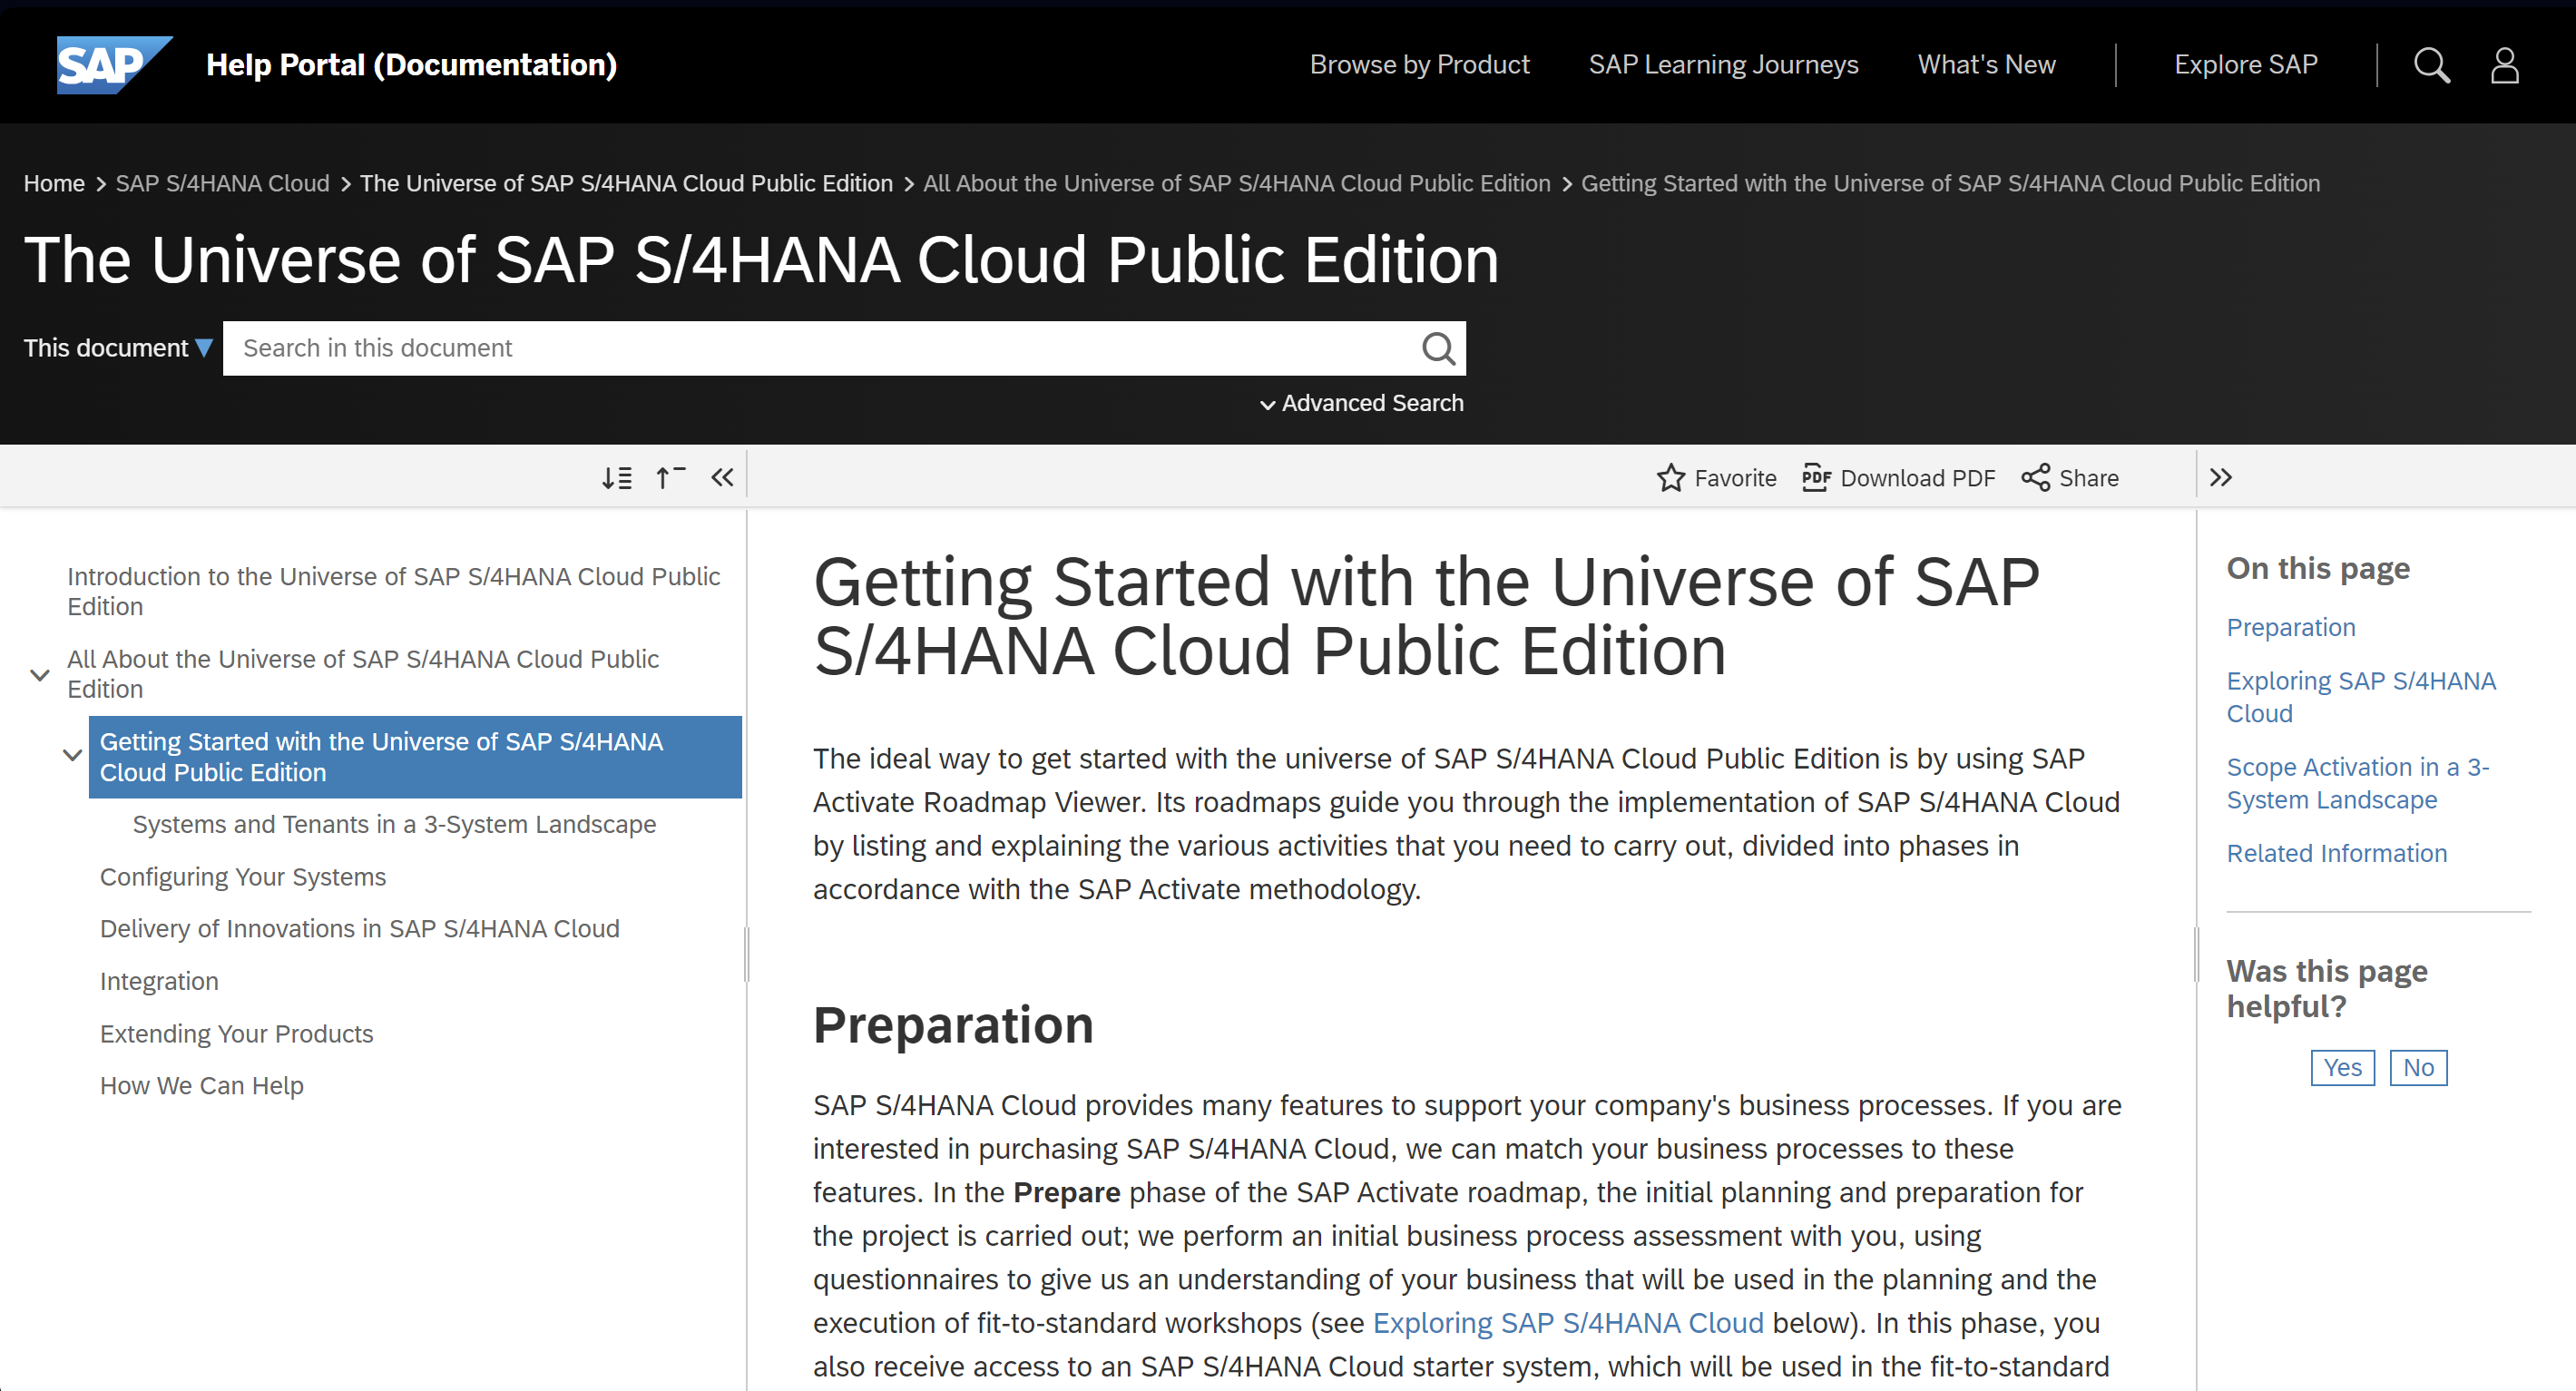 SAP Help Portal (Documentation) Browse by Product SAP Learning Journeys What's New Explore SAP
Home > SAP S/4HANA Cloud > The Universe of SAP S/4HANA Cloud Public Edition > All About the Universe of SAP S/4HANA Cloud Public Edition > Getting Started with the Universe of SAP S/4HANA Cloud Public Edition
The Universe of SAP S/4HANA Cloud Public Edition
This document ▼ Search in this document
Advanced Search
Favorite PDF Download PDF Share
Introduction to the Universe of SAP S/4HANA Cloud Public
Edition
All About the Universe of SAP S/4HANA Cloud Public
Edition
Getting Started with the Universe of SAP S/4HANA
Cloud Public Edition
Systems and Tenants in a 3-System Landscape
Configuring Your Systems
Delivery of Innovations in SAP S/4HANA Cloud
Integration
Extending Your Products
How We Can Help
Getting Started with the Universe of SAP
S/4HANA Cloud Public Edition
The ideal way to get started with the universe of SAP S/4HANA Cloud Public Edition is by using SAP
Activate Roadmap Viewer. Its roadmaps guide you through the implementation of SAP S/4HANA Cloud
by listing and explaining the various activities that you need to carry out, divided into phases in
accordance with the SAP Activate methodology.
Preparation
SAP S/4HANA Cloud provides many features to support your company's business processes. If you are
interested in purchasing SAP S/4HANA Cloud, we can match your business processes to these
features. In the Prepare phase of the SAP Activate roadmap, the initial planning and preparation for
the project is carried out; we perform an initial business process assessment with you, using
questionnaires to give us an understanding of your business that will be used in the planning and the
execution of fit-to-standard workshops (see Exploring SAP S/4HANA Cloud below). In this phase, you
also receive access to an SAP S/4HANA Cloud starter system, which will be used in the fit-to-standard
On this page
Preparation
Exploring SAP S/4HANA
Cloud
Scope Activation in a 3-
System Landscape
Related Information
Was this page
helpful?
Yes No